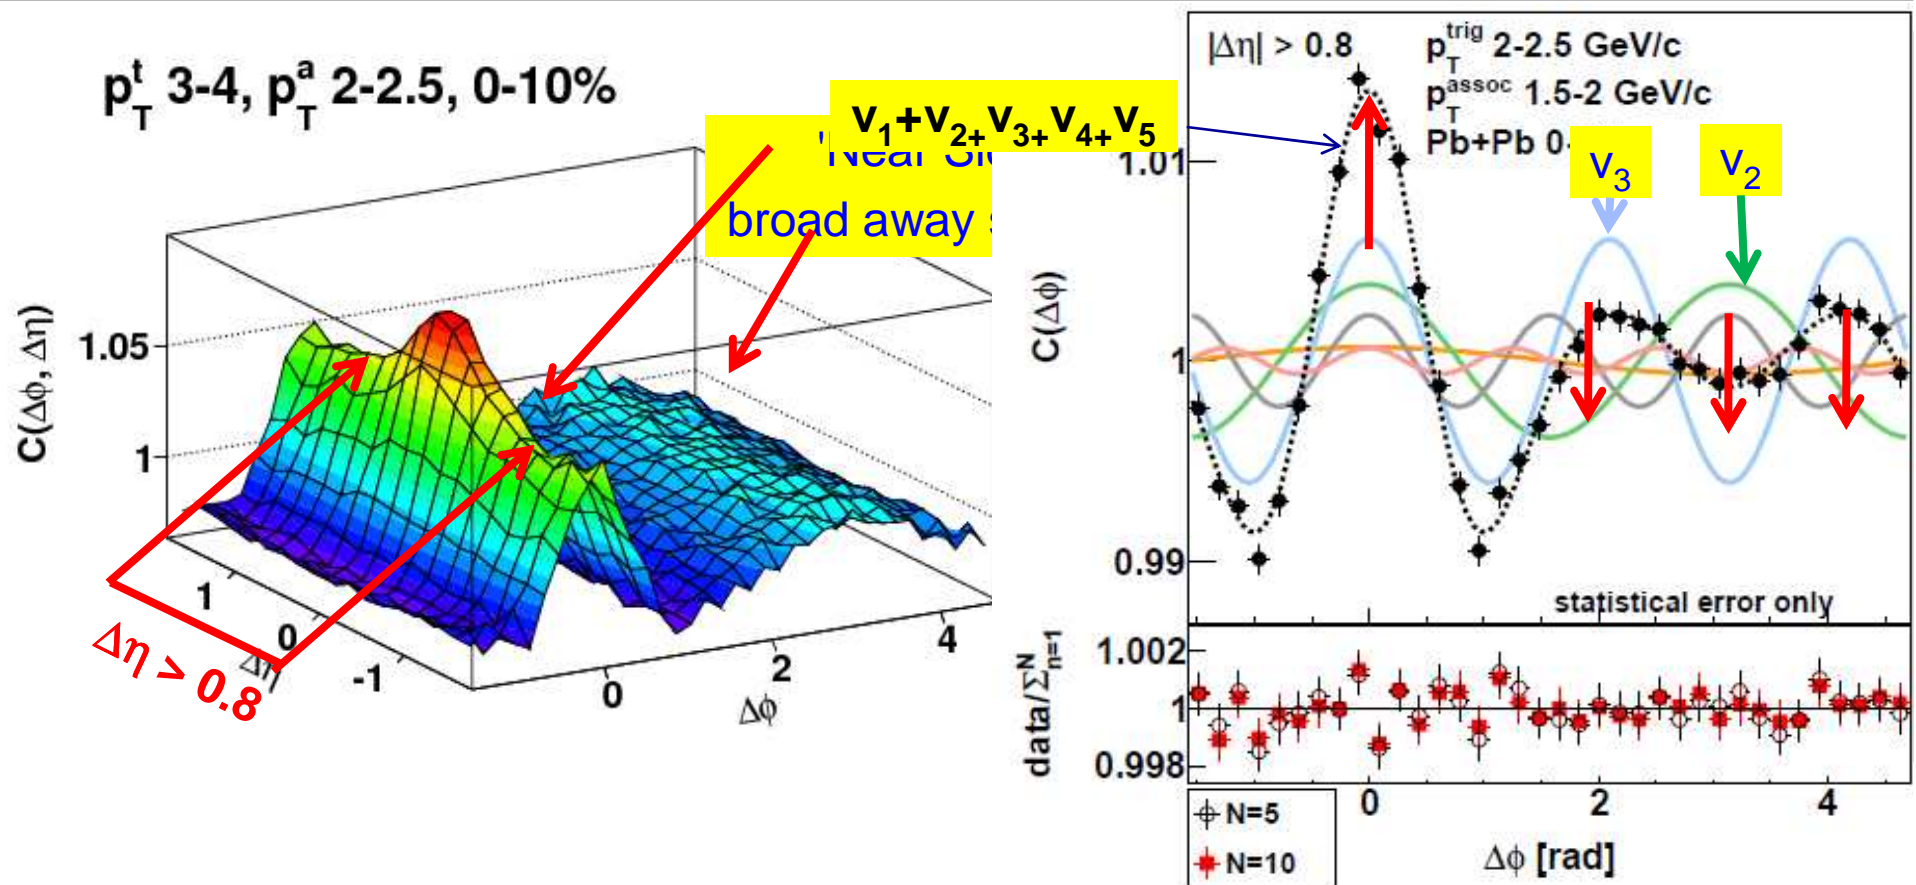 p_T^t 3-4, p_T^a 2-2.5, 0-10%
v1+v2+v3+v4+v5
broad away
C(Δφ, Δη)
1.05
1
1
0
-1
Δη
Δη > 0.8
0
2
4
Δφ
|Δη| > 0.8
p_T^trig 2-2.5 GeV/c
p_T^assoc 1.5-2 GeV/c
Pb+Pb
v3
v2
C(Δφ)
1.01
1
0.99
statistical error only
data/Σ_{n=1}^N
1.002
1
0.998
0
2
4
N=5
N=10
Δφ [rad]